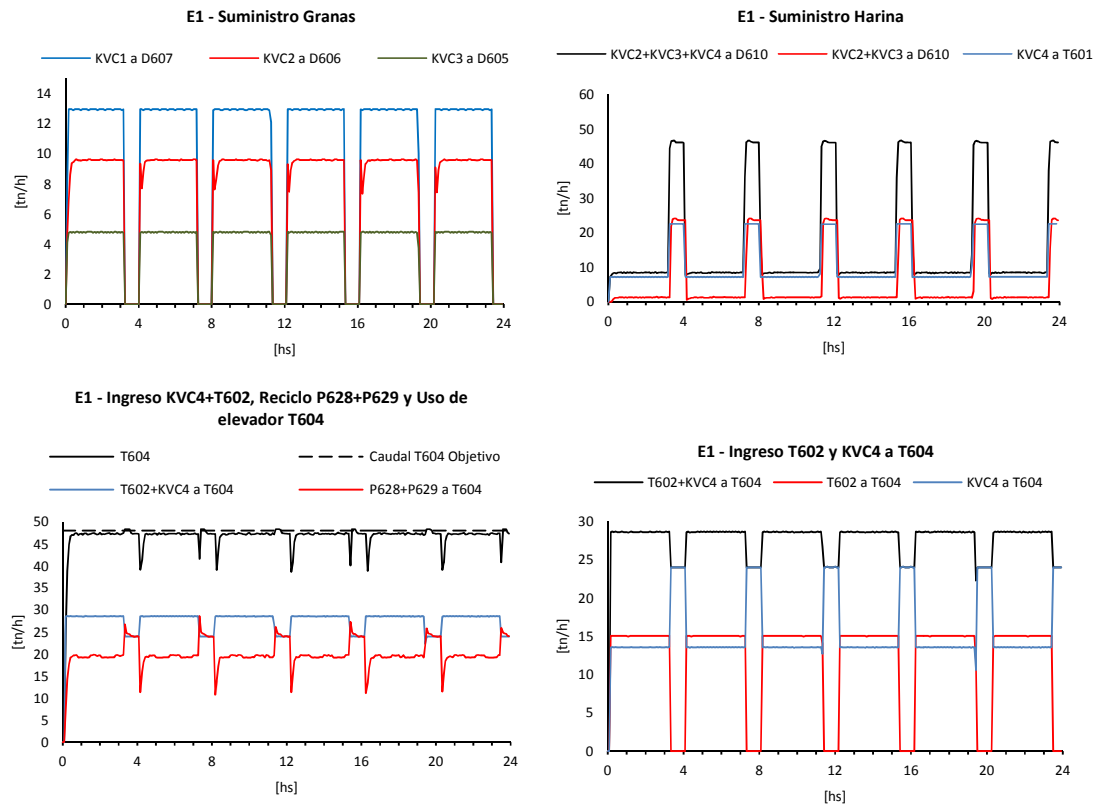 E1 - Suministro Granas
KVC1 a D607 KVC2 a D606 KVC3 a D605
14
12
10
8
6
4
2
0
[tn/h]
0 4 8 12 16 20 24
[hs]
E1 - Suministro Harina
KVC2+KVC3+KVC4 a D610 KVC2+KVC3 a D610 KVC4 a T601
60
50
40
30
20
10
0
[tn/h]
0 4 8 12 16 20 24
[hs]
E1 - Ingreso KVC4+T602, Reciclo P628+P629 y Uso de
elevador T604
T604 Caudal T604 Objetivo
T602+KVC4 a T604 P628+P629 a T604
50
45
40
35
30
25
20
15
10
5
0
[tn/h]
0 4 8 12 16 20 24
[hs]
E1 - Ingreso T602 y KVC4 a T604
T602+KVC4 a T604 T602 a T604 KVC4 a T604
30
25
20
15
10
5
0
[tn/h]
0 4 8 12 16 20 24
[hs]